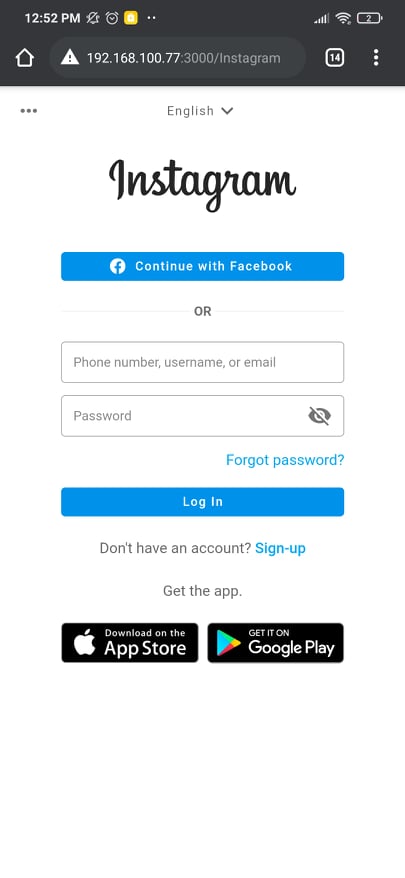 12:52 PM
2
192.168.100.77:3000/Instagram
14
English
Instagram
Continue with Facebook
OR
Phone number, username, or email
Password
Forgot password?
Log In
Don't have an account? Sign-up
Get the app.
Download on the
App Store
GET IT ON
Google Play